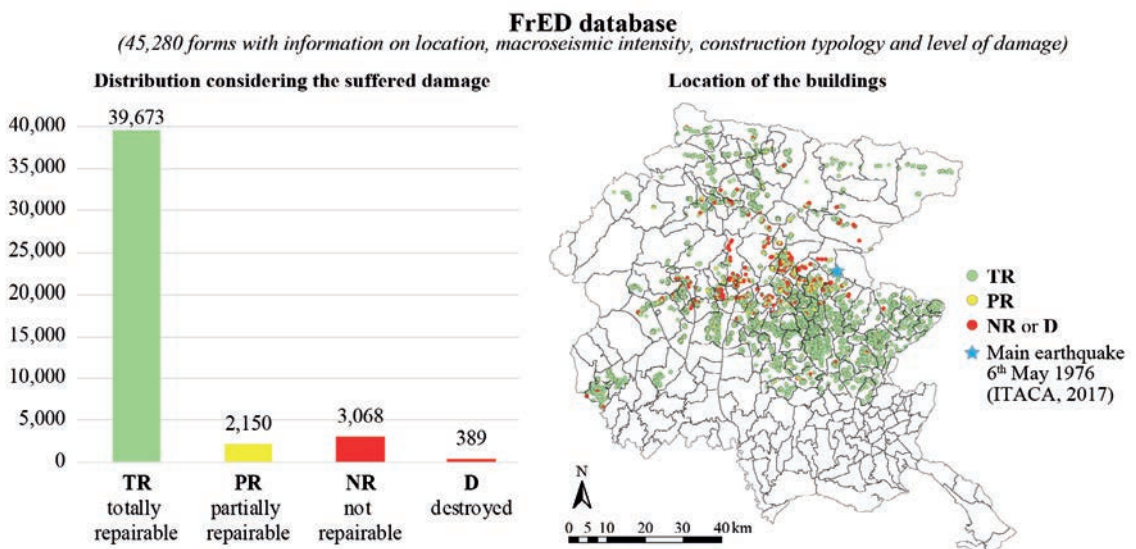 FrED database
(45,280 forms with information on location, macroseismic intensity, construction typology and level of damage)
Distribution considering the suffered damage
40,000
35,000
30,000
25,000
20,000
15,000
10,000
5,000
0
39,673
2,150
3,068
389
TR
totally
repairable
PR
partially
repairable
NR
not
repairable
D
destroyed
Location of the buildings
TR
PR
NR or D
Main earthquake
6th May 1976
(ITACA, 2017)
N
0 5 10 20 30 40 km